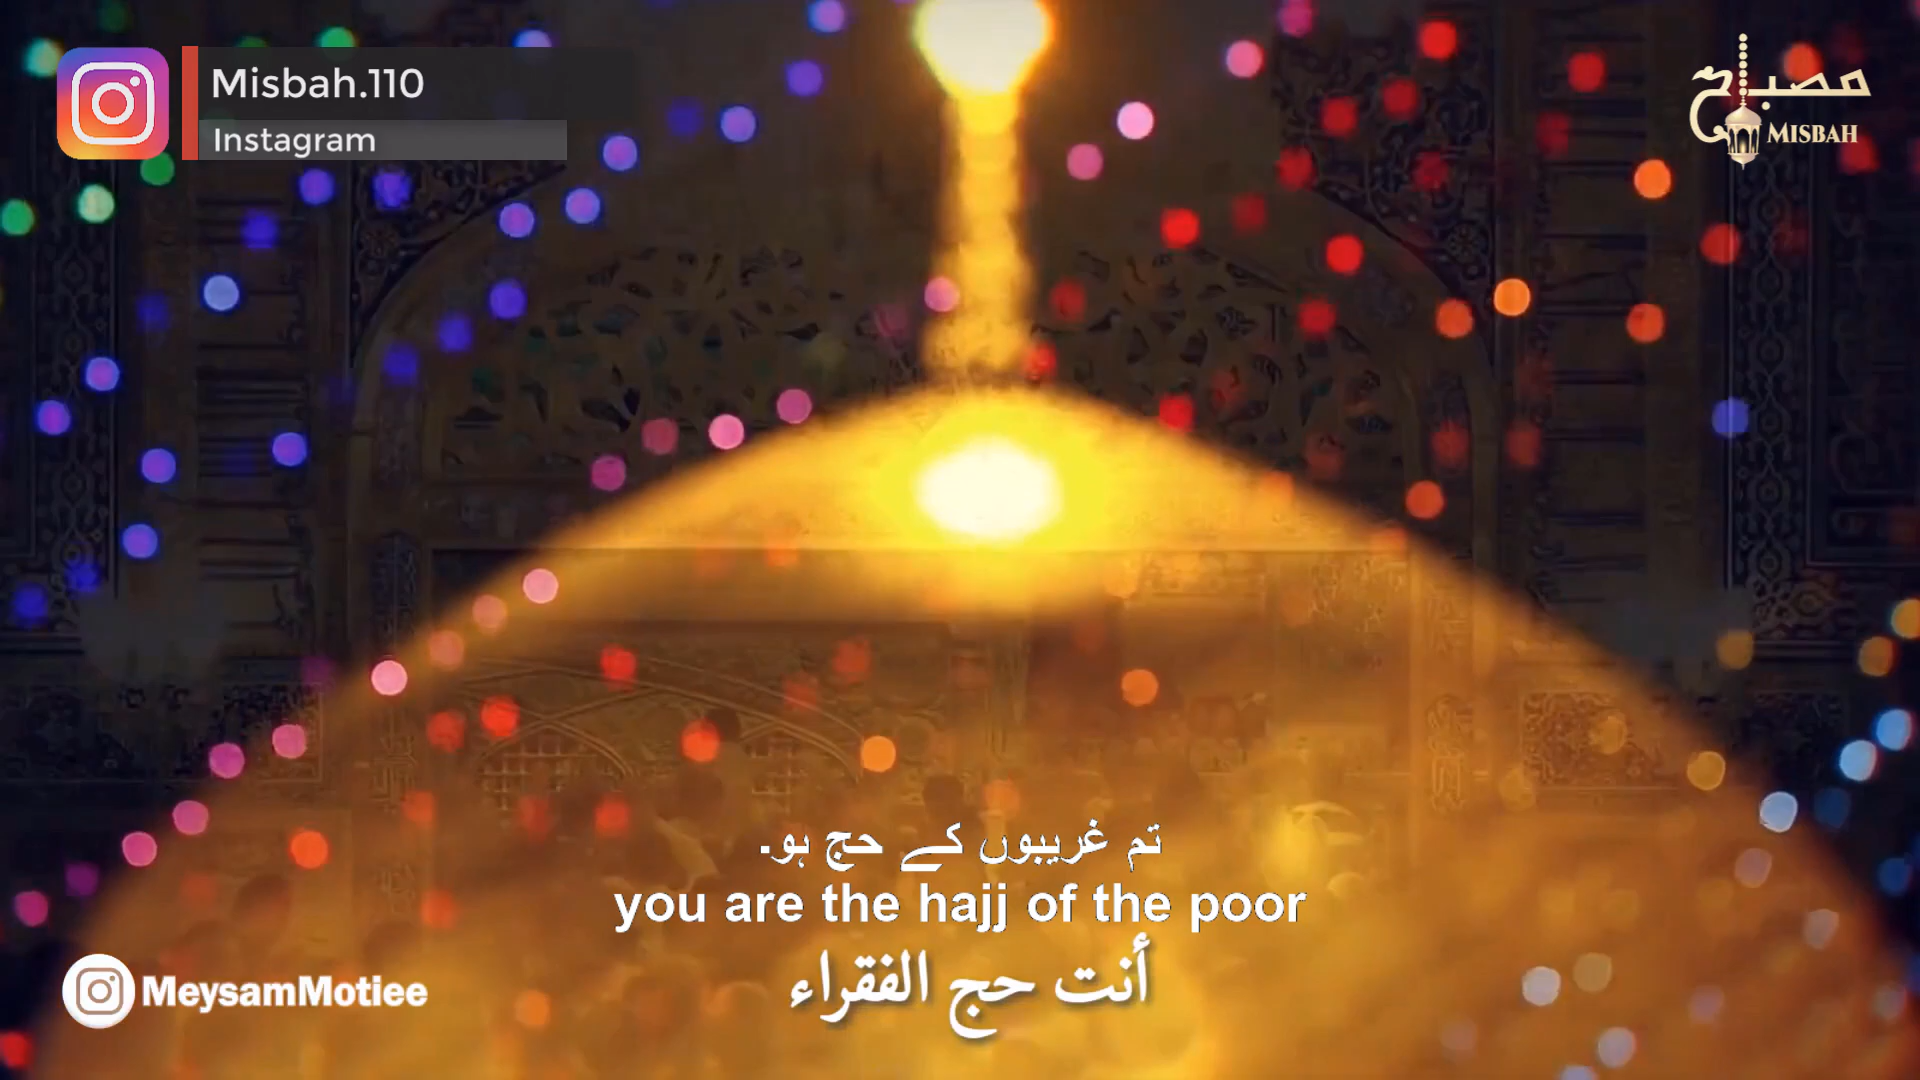 Misbah.110
Instagram
مصباح
MISBAH
تم غریبوں کے حج ہو۔
you are the hajj of the poor
أنت حج الفقراء
MeysamMotiee